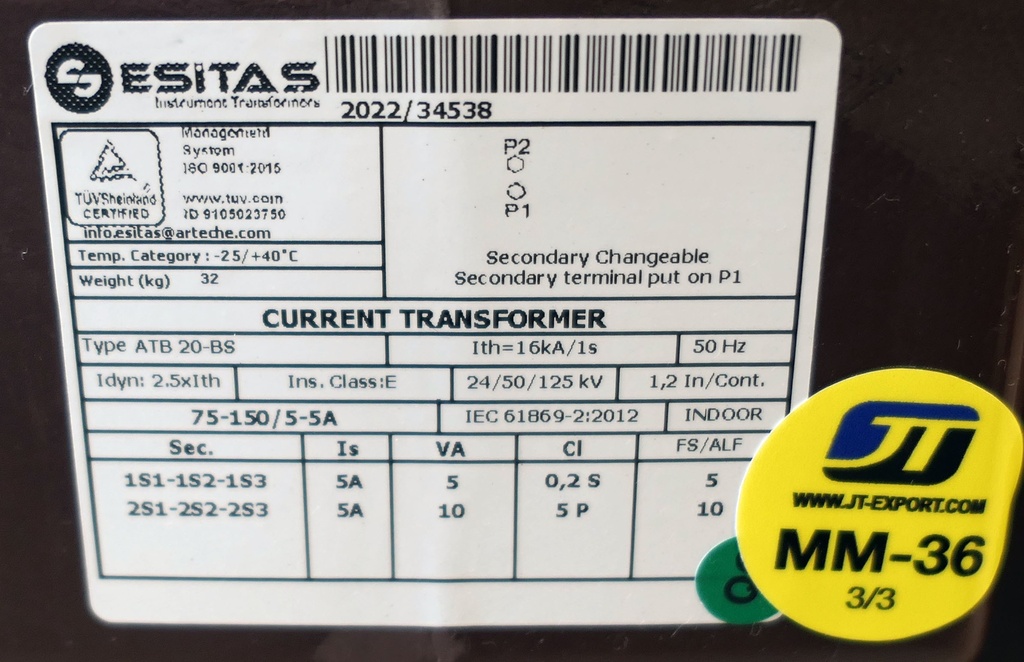 ESITAS
Instrument Transformers
2022/34538
TÜVRheinland
CERTIFIED
Management
System
ISO 9001:2015
www.tuv.com
ID 9105023750
info.esitas@arteche.com
P2
P1
Secondary Changeable
Secondary terminal put on P1
Temp. Category : -25/+40°C
Weight (kg) 32
CURRENT TRANSFORMER
Type ATB 20-BS Ith=16kA/1s 50 Hz
Idyn: 2.5xIth Ins. Class:E 24/50/125 kV 1,2 In/Cont.
75-150/5-5A IEC 61869-2:2012 INDOOR
Sec. Is VA Cl FS/ALF
1S1-1S2-1S3 5A 5 0,2 S 5
2S1-2S2-2S3 5A 10 5 P 10
JT
WWW.JT-EXPORT.COM
MM-36
3/3